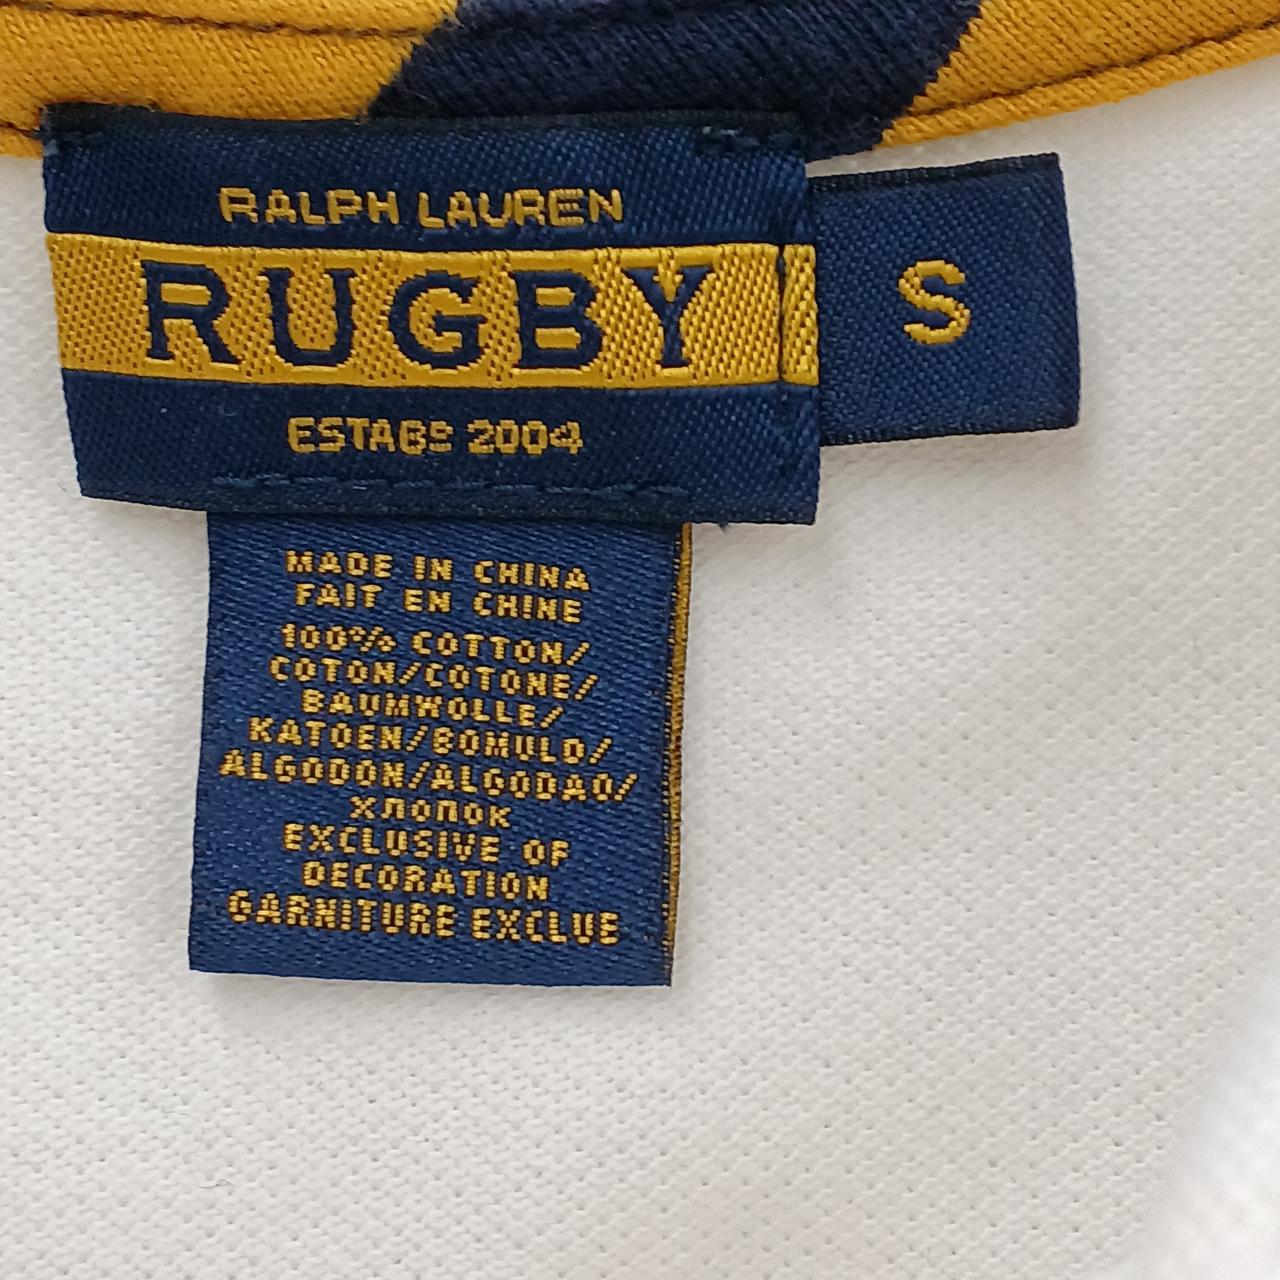 RALPH LAUREN
RUGBY
S
ESTABS 2004
MADE IN CHINA
FAIT EN CHINE
100% COTTON/
COTON/COTONE/
BAUMWOLLE/
KATOEN/BOMULD/
ALGODON/ALGODAO/
ХЛОПОК
EXCLUSIVE OF
DECORATION
GARNITURE EXCLUE